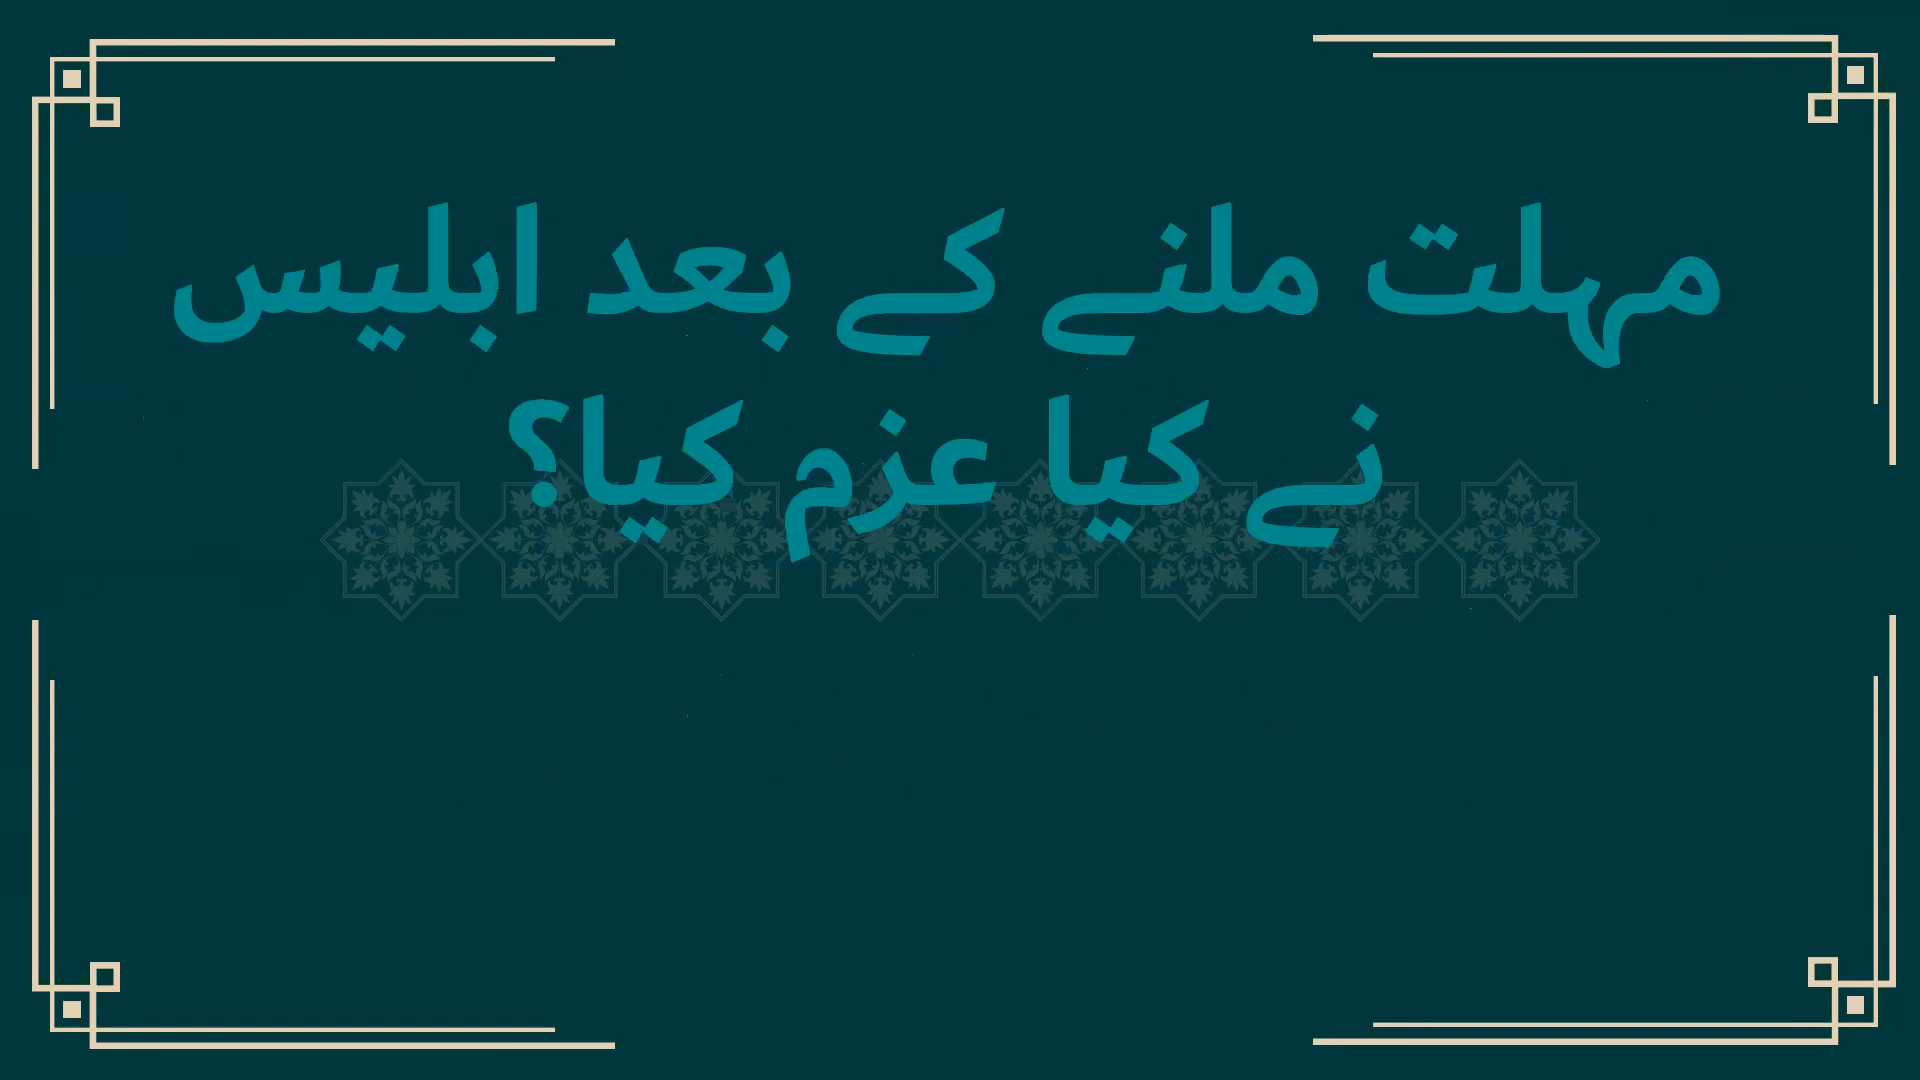 مہلت ملنے کے بعد ابلیس
نے کیا عزم کیا؟